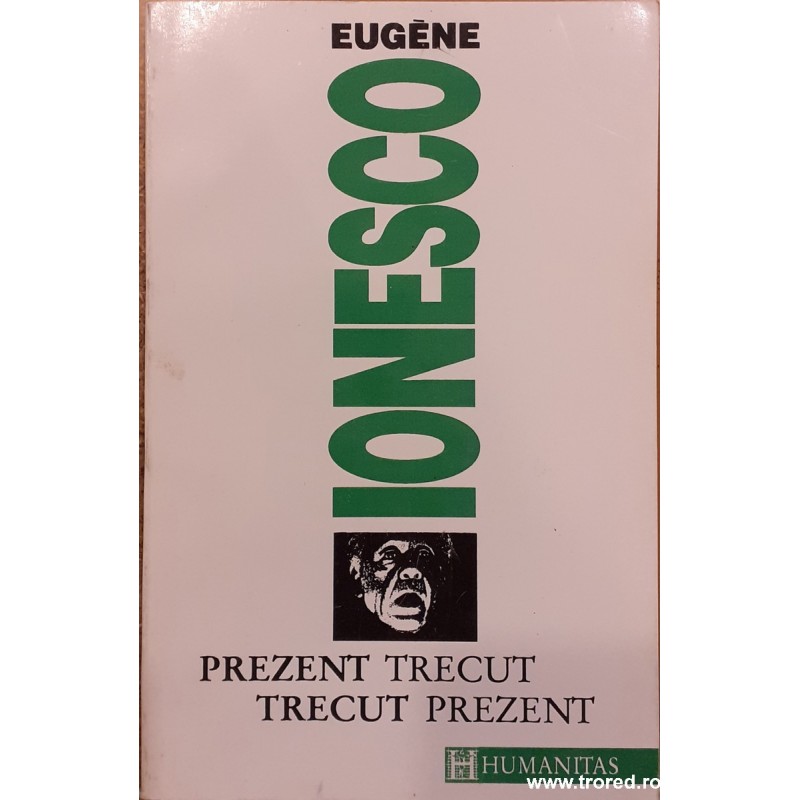 EUGÈNE
IONESCO
PREZENT TRECUT
TRECUT PREZENT
HUMANITAS
www.trored.ro